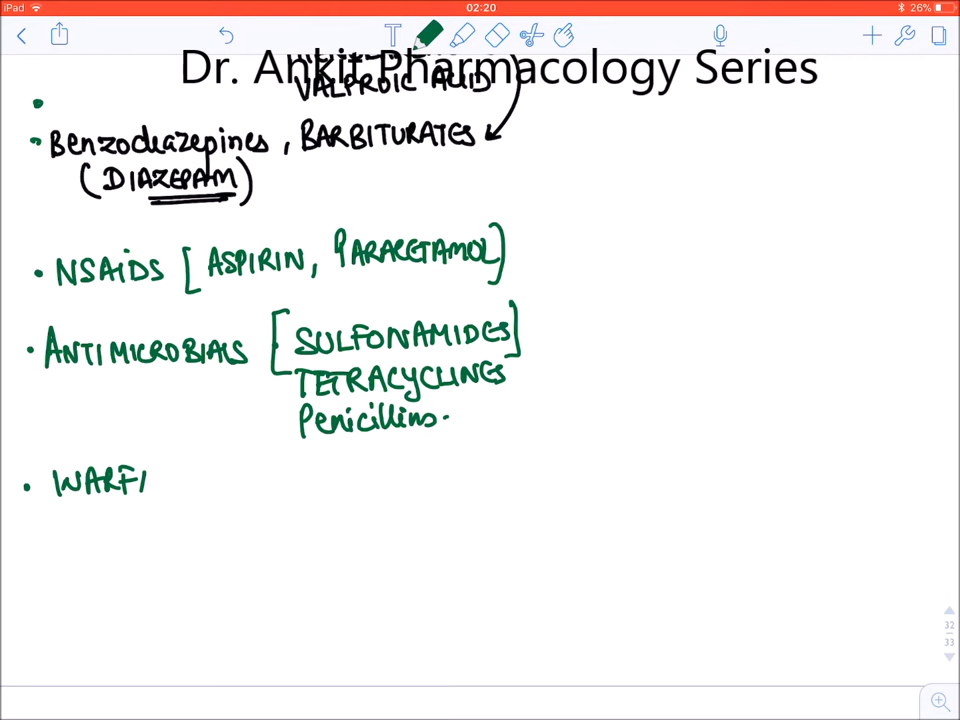 iPad 02:20 26%
T
Dr. Ankit Pharmacology Series
VALPROIC ACID
• Benzodiazepines, BARBITURATES
(DIAZEPAM)
• NSAiDS [ASPIRIN, PARACETAMOL]
• ANTIMICROBIALS [SULFONAMIDES]
TETRACYCLINES
Penicillins.
• WARFI
32
33